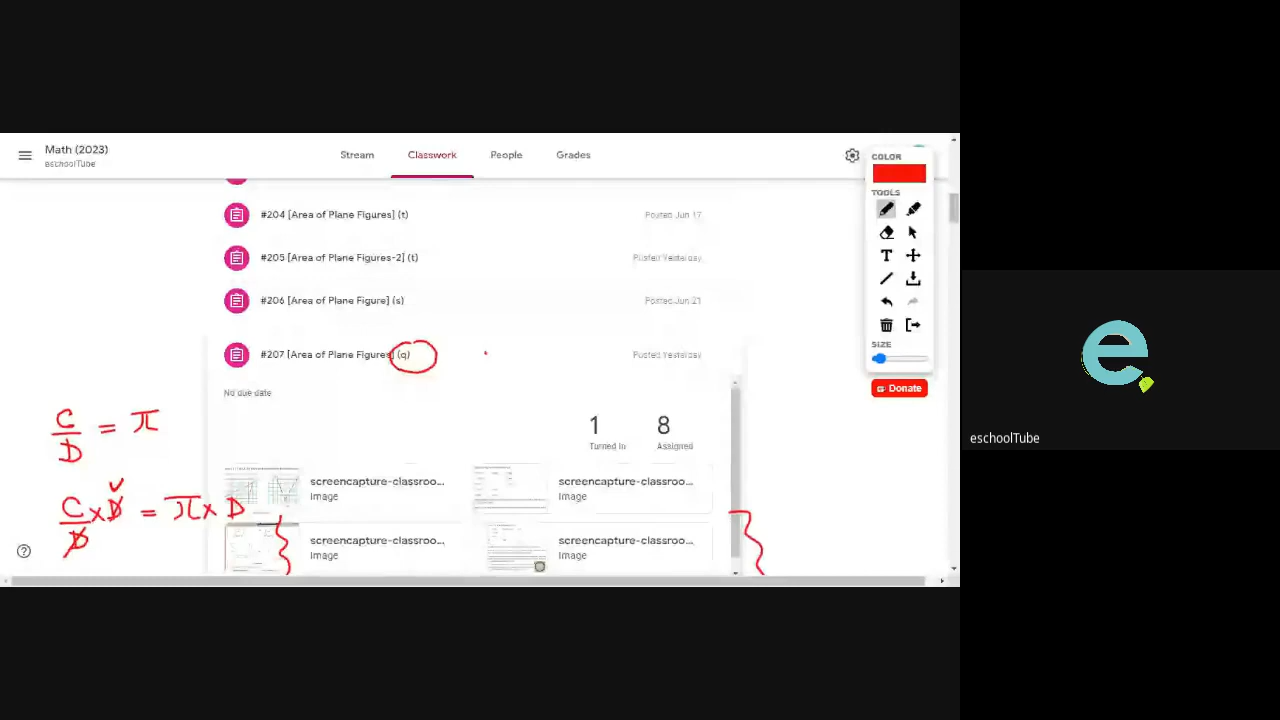 Math (2023)
eschoolTube
Stream Classwork People Grades
COLOR
TOOLS
#204 [Area of Plane Figures] (t) Posted Jun 17
#205 [Area of Plane Figures-2] (t) Posted Yesterday
#206 [Area of Plane Figure] (s) Posted Jun 21
#207 [Area of Plane Figures] (q) Posted Yesterday
SIZE
Donate
No due date
1 8
Turned in Assigned
C/D = π
screencapture-classroo... screencapture-classroo...
Image Image
C/D × D = π × D
screencapture-classroo... screencapture-classroo...
Image Image
e
eschoolTube